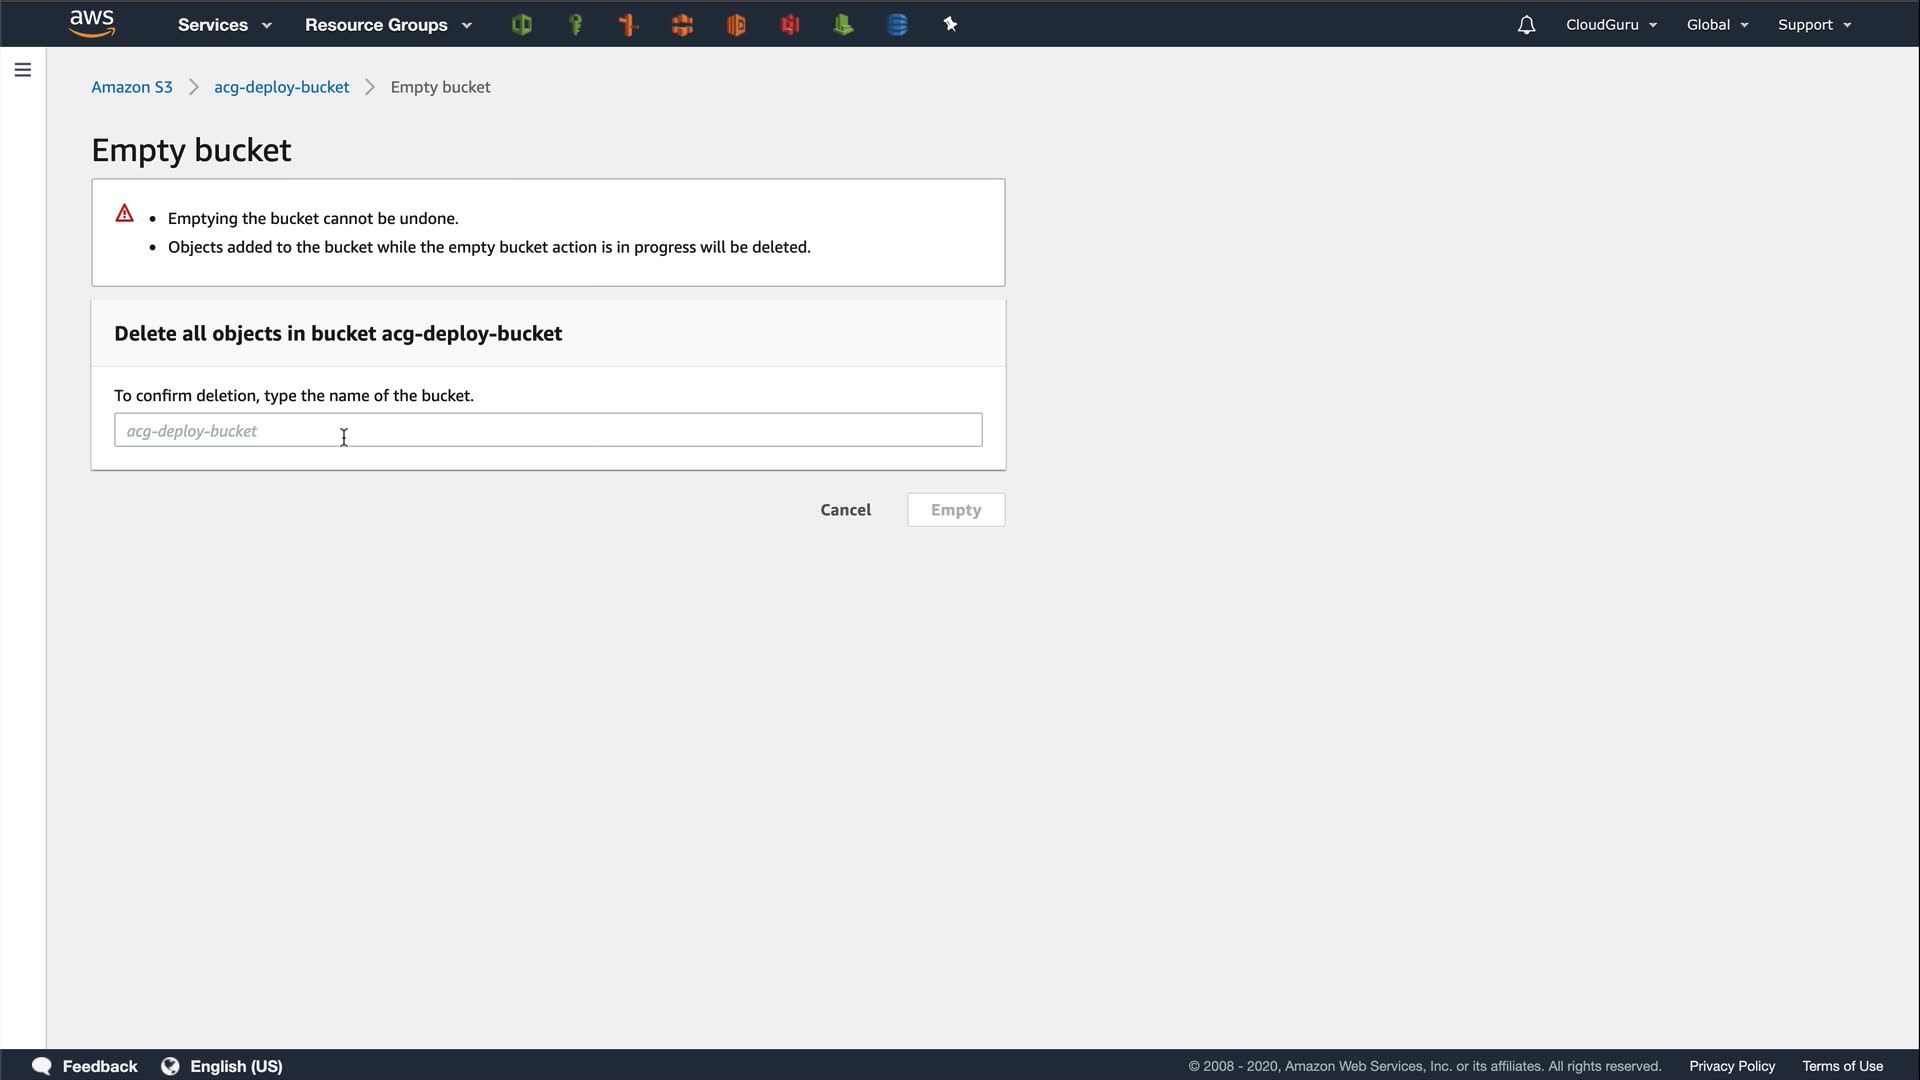 aws Services Resource Groups CloudGuru Global Support
Amazon S3 acg-deploy-bucket Empty bucket
Empty bucket
• Emptying the bucket cannot be undone.
• Objects added to the bucket while the empty bucket action is in progress will be deleted.
Delete all objects in bucket acg-deploy-bucket
To confirm deletion, type the name of the bucket.
acg-deploy-bucket
Cancel Empty
Feedback English (US) © 2008 - 2020, Amazon Web Services, Inc. or its affiliates. All rights reserved. Privacy Policy Terms of Use